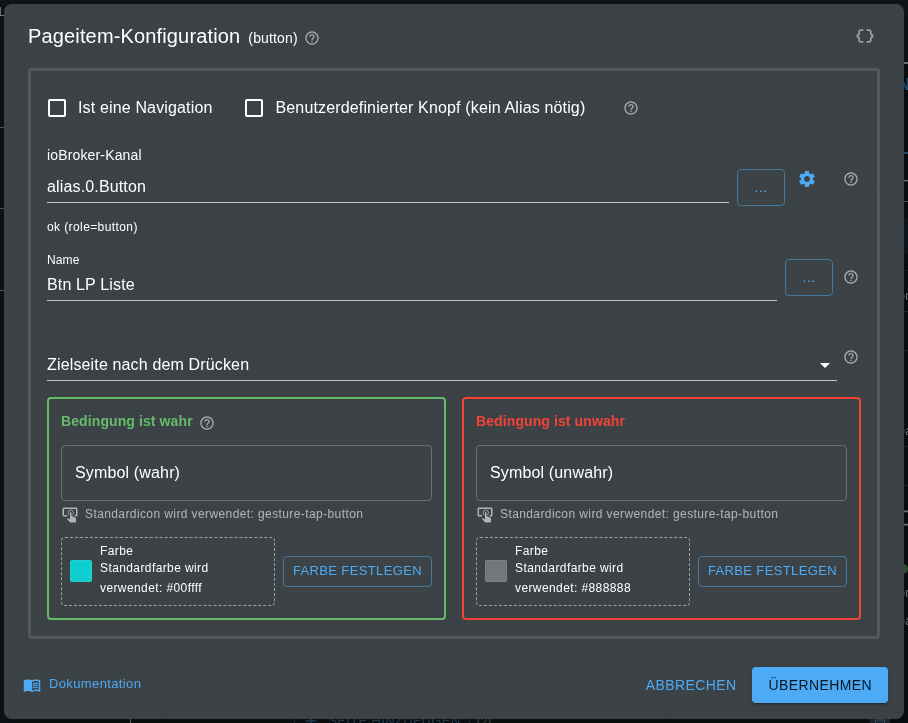 Pageitem-Konfiguration (button)
Ist eine Navigation
Benutzerdefinierter Knopf (kein Alias nötig)
ioBroker-Kanal
alias.0.Button
...
ok (role=button)
Name
Btn LP Liste
...
Zielseite nach dem Drücken
Bedingung ist wahr
Symbol (wahr)
Standardicon wird verwendet: gesture-tap-button
Farbe
Standardfarbe wird
verwendet: #00ffff
FARBE FESTLEGEN
Bedingung ist unwahr
Symbol (unwahr)
Standardicon wird verwendet: gesture-tap-button
Farbe
Standardfarbe wird
verwendet: #888888
FARBE FESTLEGEN
Dokumentation
ABBRECHEN
ÜBERNEHMEN